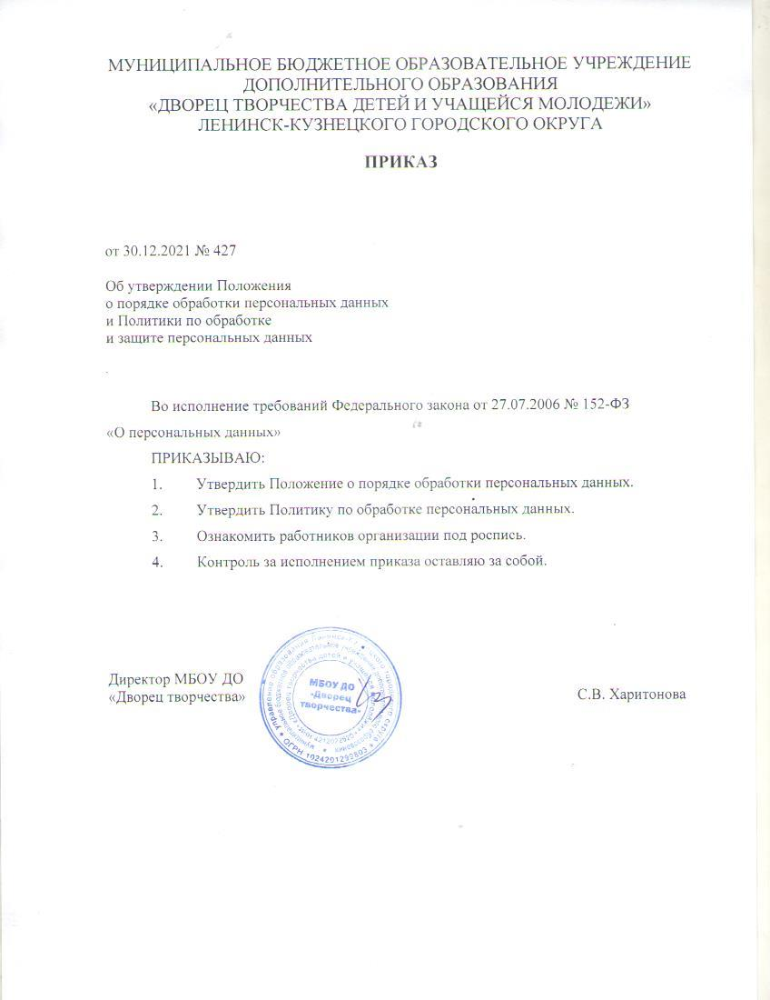 МУНИЦИПАЛЬНОЕ БЮДЖЕТНОЕ ОБРАЗОВАТЕЛЬНОЕ УЧРЕЖДЕНИЕ
ДОПОЛНИТЕЛЬНОГО ОБРАЗОВАНИЯ
«ДВОРЕЦ ТВОРЧЕСТВА ДЕТЕЙ И УЧАЩЕЙСЯ МОЛОДЕЖИ»
ЛЕНИНСК-КУЗНЕЦКОГО ГОРОДСКОГО ОКРУГА
ПРИКАЗ
от 30.12.2021 № 427
Об утверждении Положения
о порядке обработки персональных данных
и Политики по обработке
и защите персональных данных
.
Во исполнение требований Федерального закона от 27.07.2006 № 152-ФЗ
«О персональных данных»
ПРИКАЗЫВАЮ:
1. Утвердить Положение о порядке обработки персональных данных.
2. Утвердить Политику по обработке персональных данных.
3. Ознакомить работников организации под роспись.
4. Контроль за исполнением приказа оставляю за собой.
Директор МБОУ ДО
«Дворец творчества»
С.В. Харитонова
МБОУ ДО
«Дворец
творчества»